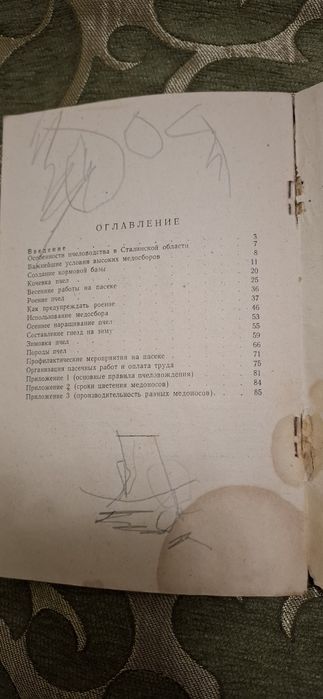 ОГЛАВЛЕНИЕ
Введение . . . . 3
Особенности пчеловодства в Сталинской области . . 7
Важнейшие условия высоких медосборов . . 8
Создание кормовой базы . . . 11
Кочевка пчел . . . . 20
Весенние работы на пасеке . . . 25
Роение пчел . . . . 36
Как предупреждать роение . . . 37
Использование медосбора . . . 46
Осеннее наращивание пчел . . . 53
Составление гнезд на зиму . . . 55
Зимовка пчел . . . . 59
Породы пчел . . . . 66
Профилактические мероприятия на пасеке . . 71
Организация пасечных работ и оплата труда . . 75
Приложение 1 (основные правила пчеловождения) . . 81
Приложение 2 (сроки цветения медоносов) . . 84
Приложение 3 (производительность разных медоносов). . 85